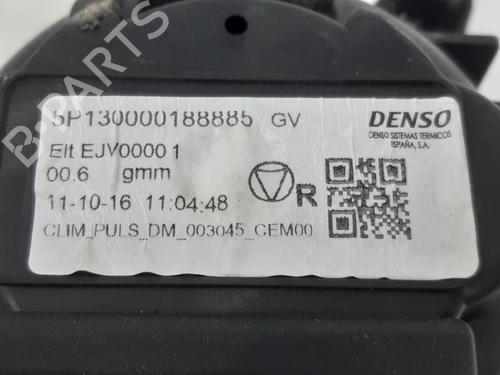 5P130000188885 GV
DENSO
DENSO SISTEMAS TERMICOS
ESPAÑA, S.A.
Elt EJV0000 1
00.6 gmm
R
11-10-16 11:04:48
CLIM_PULS_DM_003045_CEM00
B-PARTS